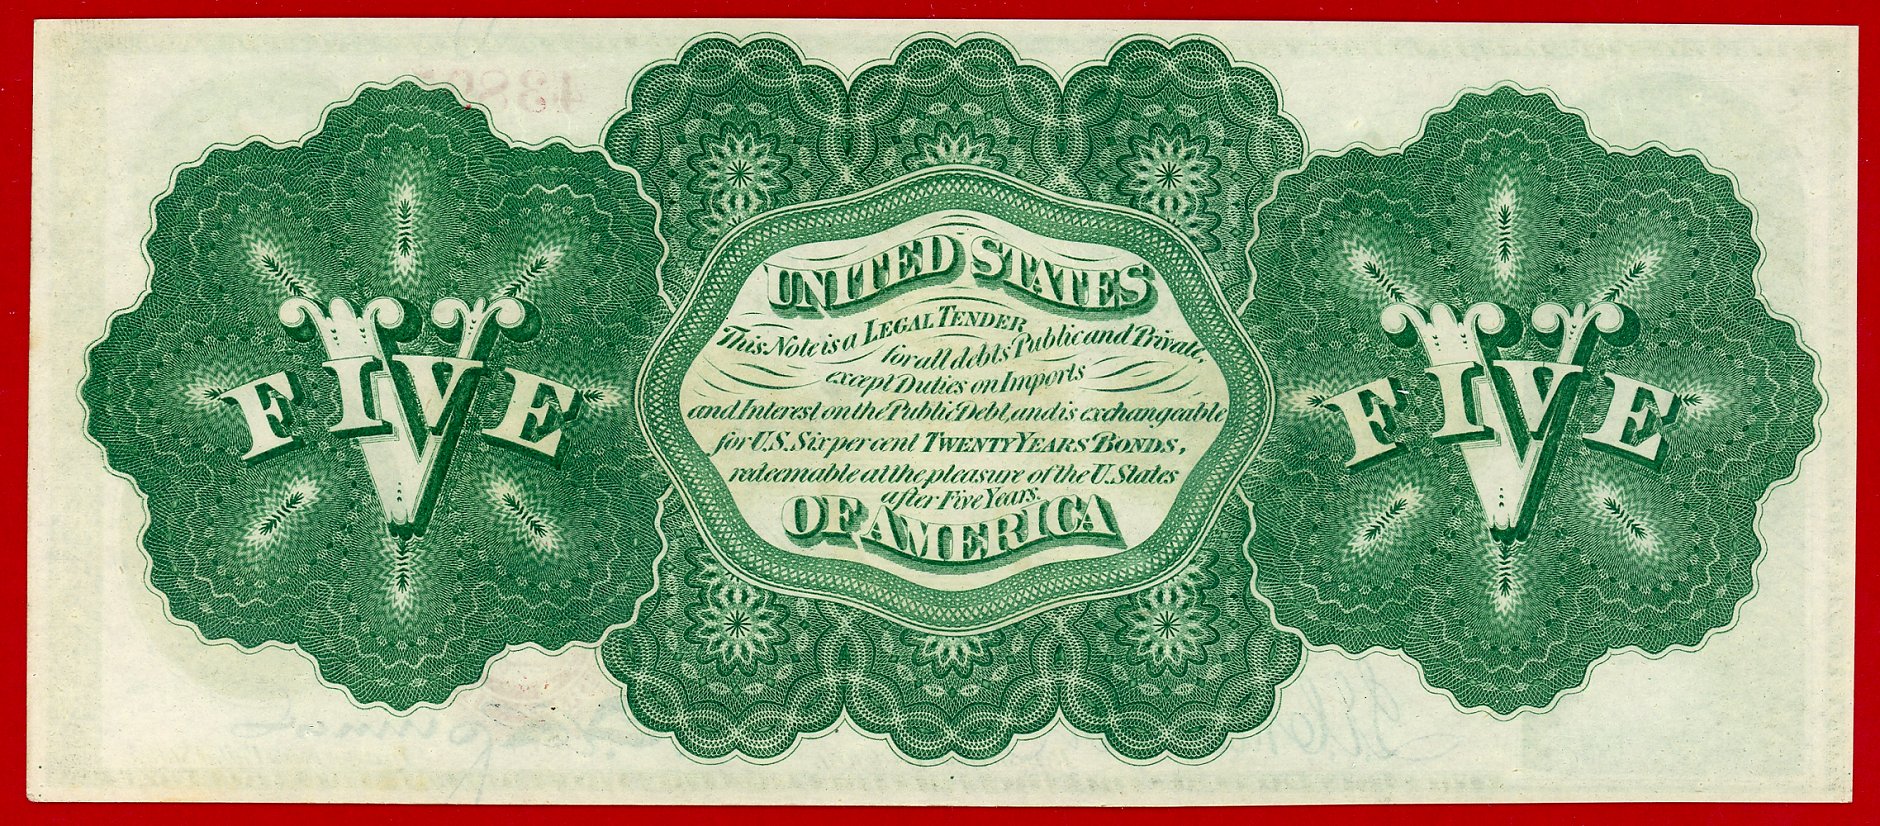 UNITED STATES
This Note is a LEGAL TENDER
for all debts Public and Private,
except Duties on Imports
and Interest on the Public Debt, and is exchangeable
for U.S. Six per cent TWENTY YEARS BONDS,
redeemable at the pleasure of the U. States
after Five Years.
OF AMERICA
V
FIVE
V
FIVE